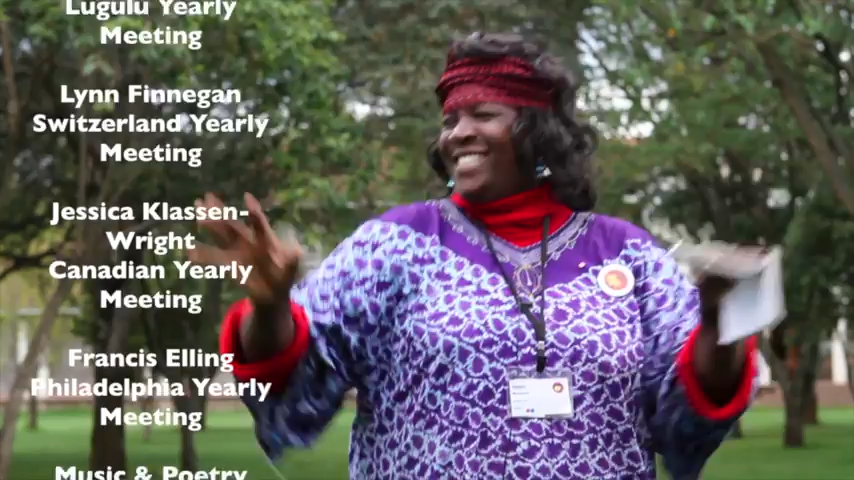 Lugulu Yearly
Meeting
Lynn Finnegan
Switzerland Yearly
Meeting
Jessica Klassen-
Wright
Canadian Yearly
Meeting
Francis Elling
Philadelphia Yearly
Meeting
Music & Poetry